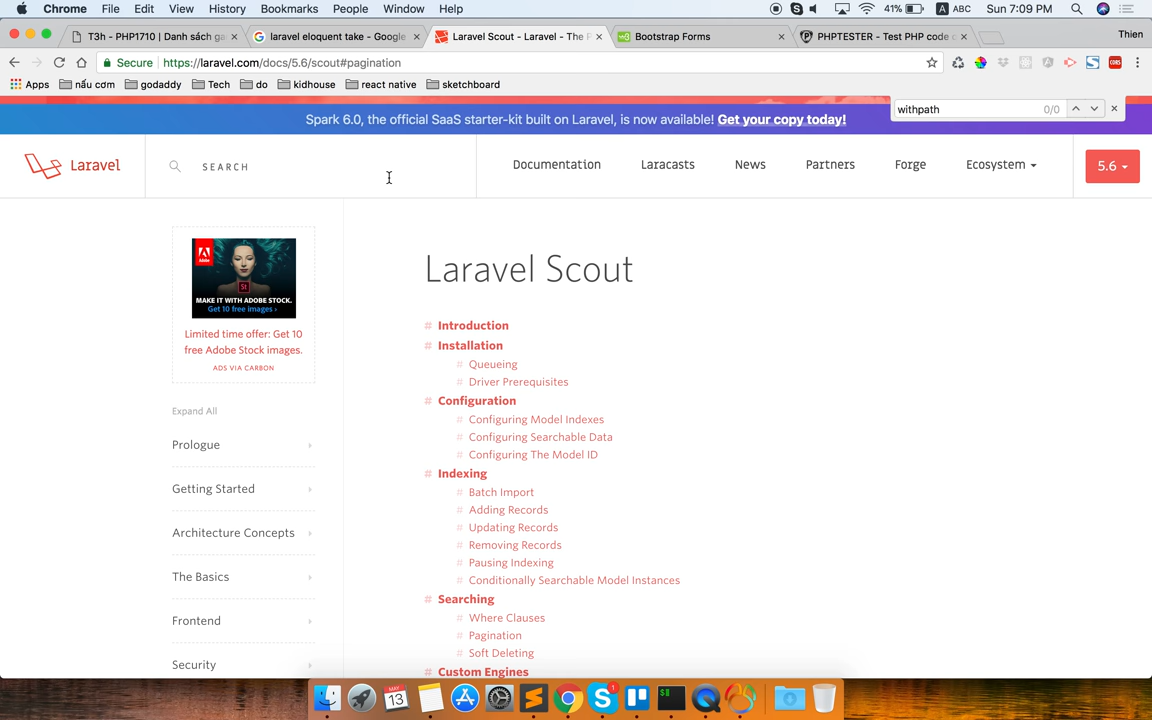 Chrome File Edit View History Bookmarks People Window Help 41% A ABC Sun 7:09 PM
T3h - PHP1710 | Danh sách ga × laravel eloquent take - Google × Laravel Scout - Laravel - The P × Bootstrap Forms × PHPTESTER - Test PHP code × Thien
Secure https://laravel.com/docs/5.6/scout#pagination CORS
Apps nấu cơm godaddy Tech do kidhouse react native sketchboard
withpath 0/0
Spark 6.0, the official SaaS starter-kit built on Laravel, is now available! Get your copy today!
Laravel SEARCH Documentation Laracasts News Partners Forge Ecosystem 5.6
Adobe
St
MAKE IT WITH ADOBE STOCK.
Get 10 free images ›
Limited time offer: Get 10
free Adobe Stock images.
ADS VIA CARBON
Expand All
Prologue
Getting Started
Architecture Concepts
The Basics
Frontend
Security
Laravel Scout
# Introduction
# Installation
# Queueing
# Driver Prerequisites
# Configuration
# Configuring Model Indexes
# Configuring Searchable Data
# Configuring The Model ID
# Indexing
# Batch Import
# Adding Records
# Updating Records
# Removing Records
# Pausing Indexing
# Conditionally Searchable Model Instances
# Searching
# Where Clauses
# Pagination
# Soft Deleting
# Custom Engines
MAY
13
1